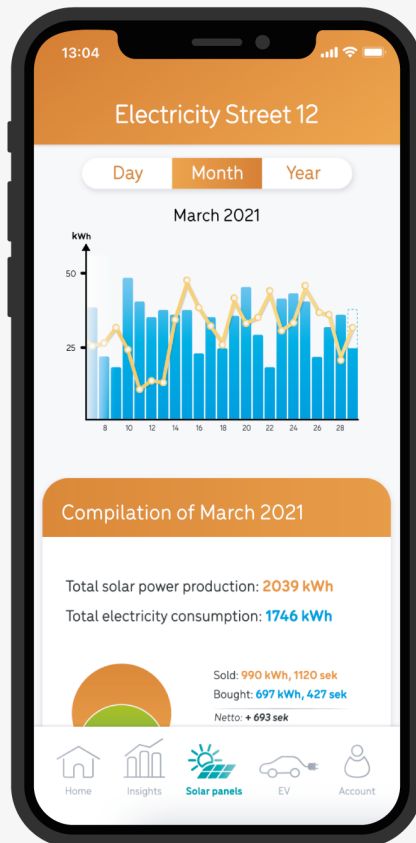 13:04
Electricity Street 12
Day Month Year
March 2021
kWh
50
25
8 10 12 14 16 18 20 22 24 26 28
Compilation of March 2021
Total solar power production: 2039 kWh
Total electricity consumption: 1746 kWh
Sold: 990 kWh, 1120 sek
Bought: 697 kWh, 427 sek
Netto: + 693 sek
Home Insights Solar panels EV Account